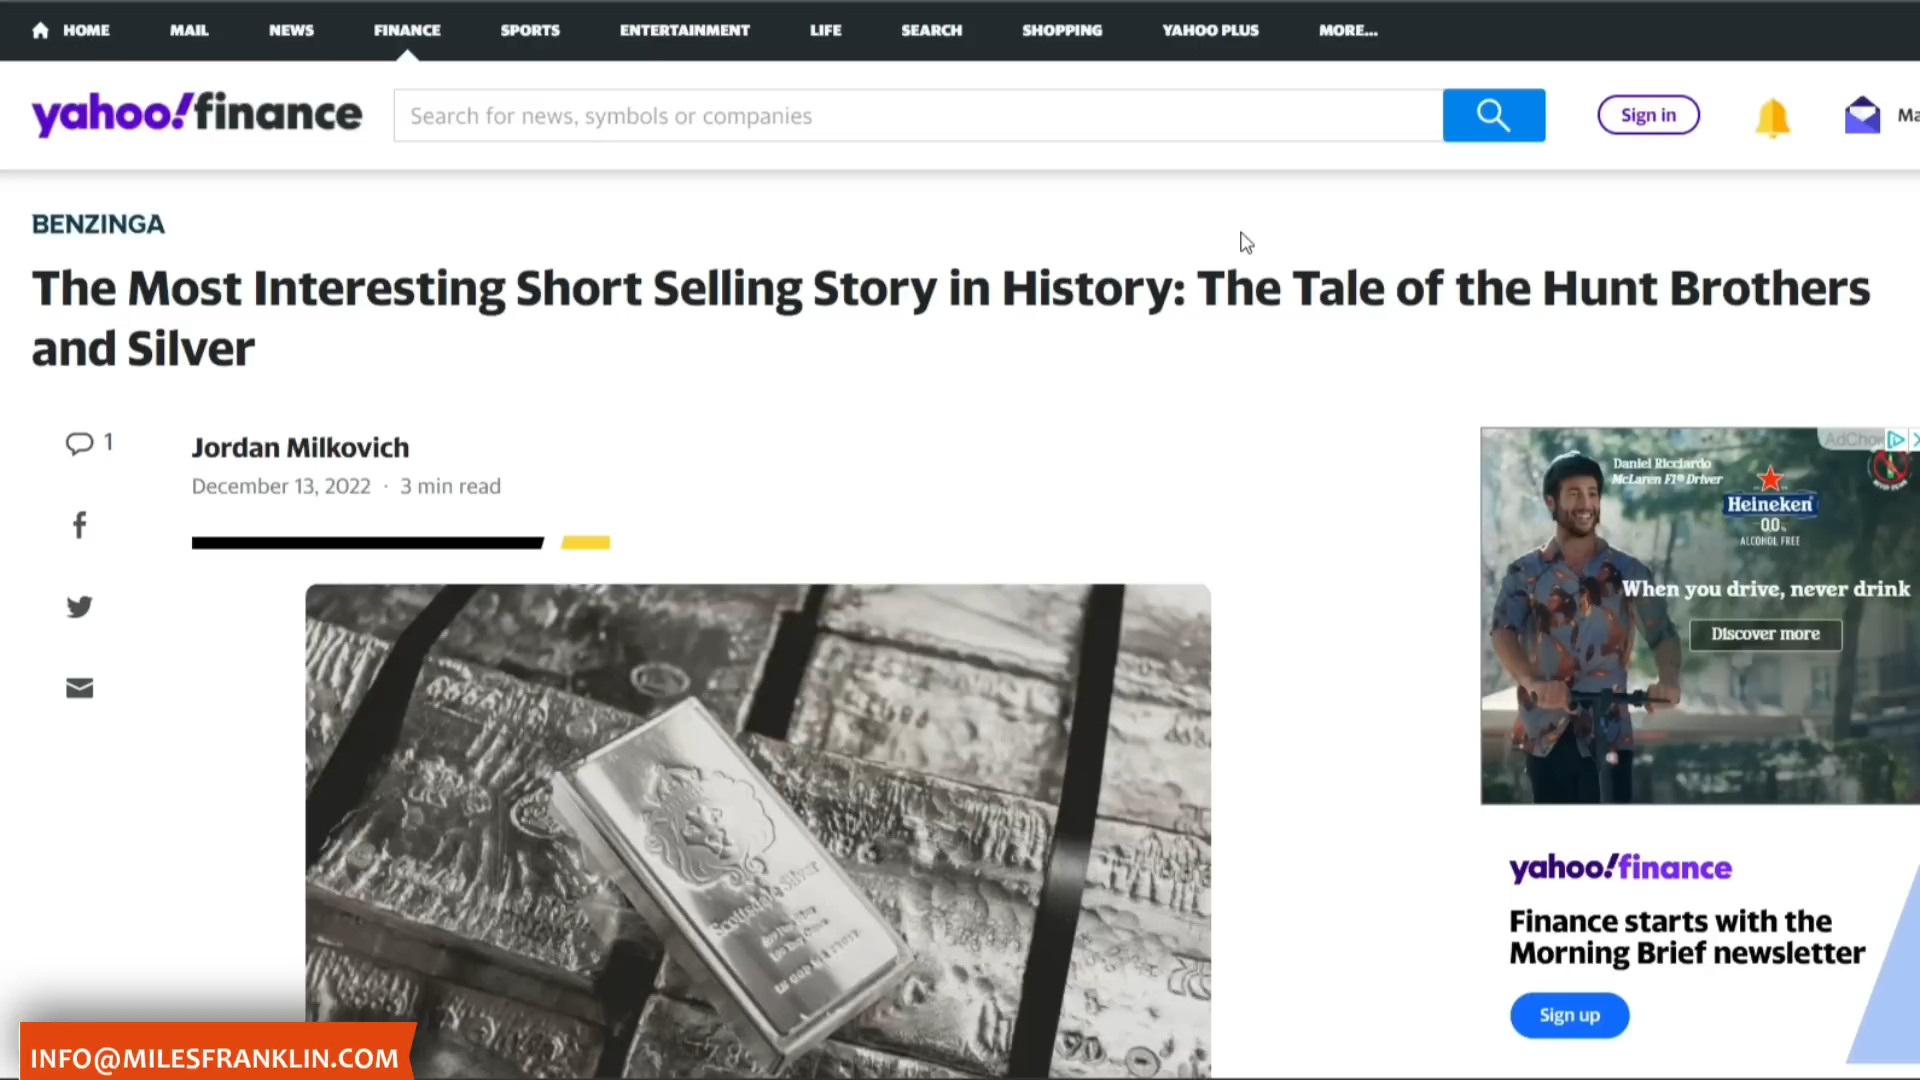 HOME MAIL NEWS FINANCE SPORTS ENTERTAINMENT LIFE SEARCH SHOPPING YAHOO PLUS MORE...
yahoo!finance Search for news, symbols or companies Sign in Ma
BENZINGA
The Most Interesting Short Selling Story in History: The Tale of the Hunt Brothers
and Silver
1
Jordan Milkovich
December 13, 2022 · 3 min read
Scottsdale Silver
Daniel Ricciardo
McLaren F1® Driver
Heineken
0.0%
ALCOHOL FREE
When you drive, never drink
Discover more
yahoo!finance
Finance starts with the
Morning Brief newsletter
Sign up
INFO@MILESFRANKLIN.COM